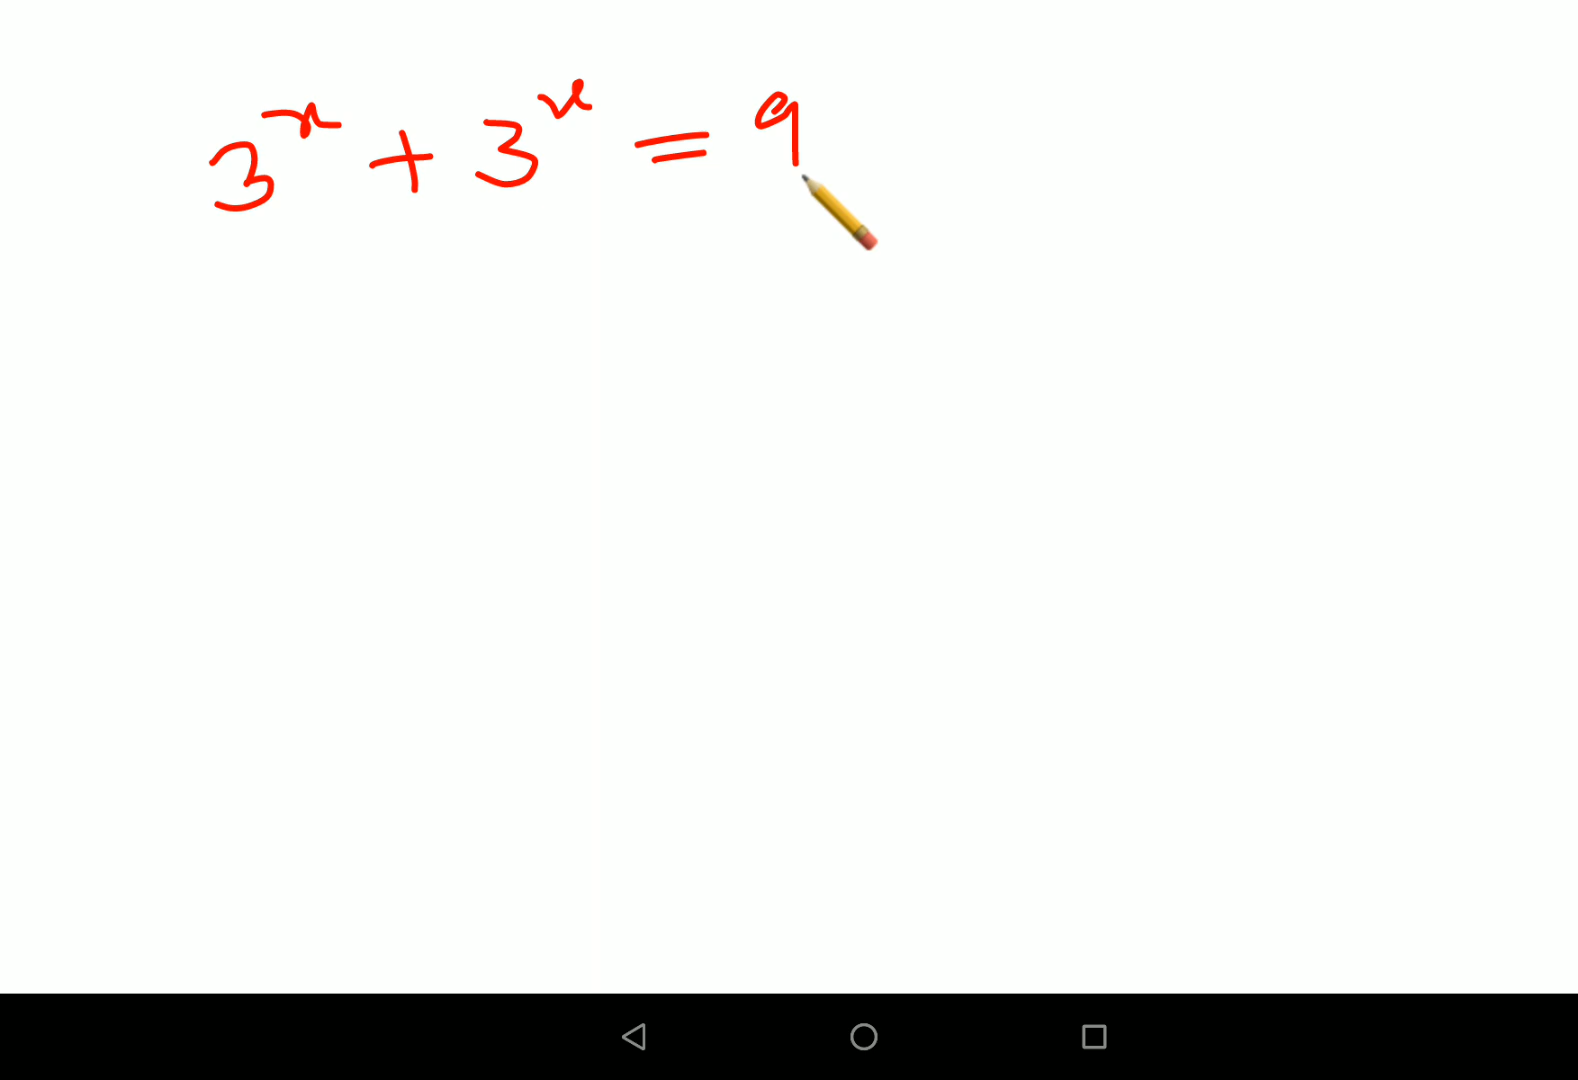 3^x + 3^x = 9